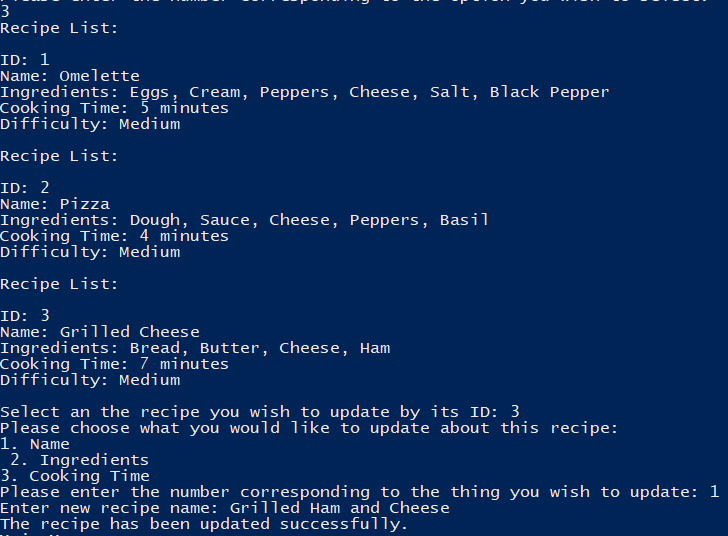 3
Recipe List:
ID: 1
Name: Omelette
Ingredients: Eggs, Cream, Peppers, Cheese, Salt, Black Pepper
Cooking Time: 5 minutes
Difficulty: Medium
Recipe List:
ID: 2
Name: Pizza
Ingredients: Dough, Sauce, Cheese, Peppers, Basil
Cooking Time: 4 minutes
Difficulty: Medium
Recipe List:
ID: 3
Name: Grilled Cheese
Ingredients: Bread, Butter, Cheese, Ham
Cooking Time: 7 minutes
Difficulty: Medium
Select an the recipe you wish to update by its ID: 3
Please choose what you would like to update about this recipe:
1. Name
2. Ingredients
3. Cooking Time
Please enter the number corresponding to the thing you wish to update: 1
Enter new recipe name: Grilled Ham and Cheese
The recipe has been updated successfully.